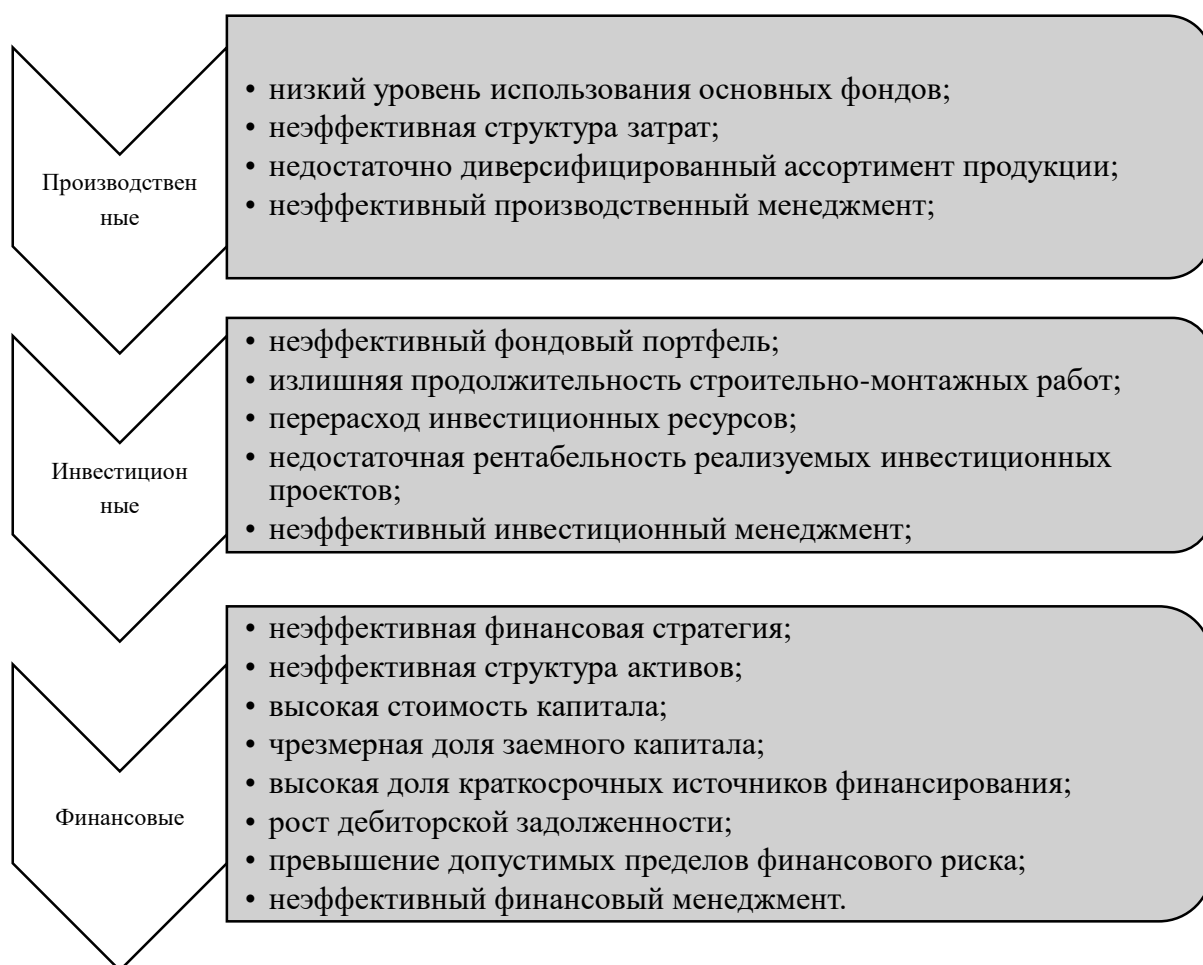 Производствен
ные
• низкий уровень использования основных фондов;
• неэффективная структура затрат;
• недостаточно диверсифицированный ассортимент продукции;
• неэффективный производственный менеджмент;
Инвестицион
ные
• неэффективный фондовый портфель;
• излишняя продолжительность строительно-монтажных работ;
• перерасход инвестиционных ресурсов;
• недостаточная рентабельность реализуемых инвестиционных
проектов;
• неэффективный инвестиционный менеджмент;
Финансовые
• неэффективная финансовая стратегия;
• неэффективная структура активов;
• высокая стоимость капитала;
• чрезмерная доля заемного капитала;
• высокая доля краткосрочных источников финансирования;
• рост дебиторской задолженности;
• превышение допустимых пределов финансового риска;
• неэффективный финансовый менеджмент.